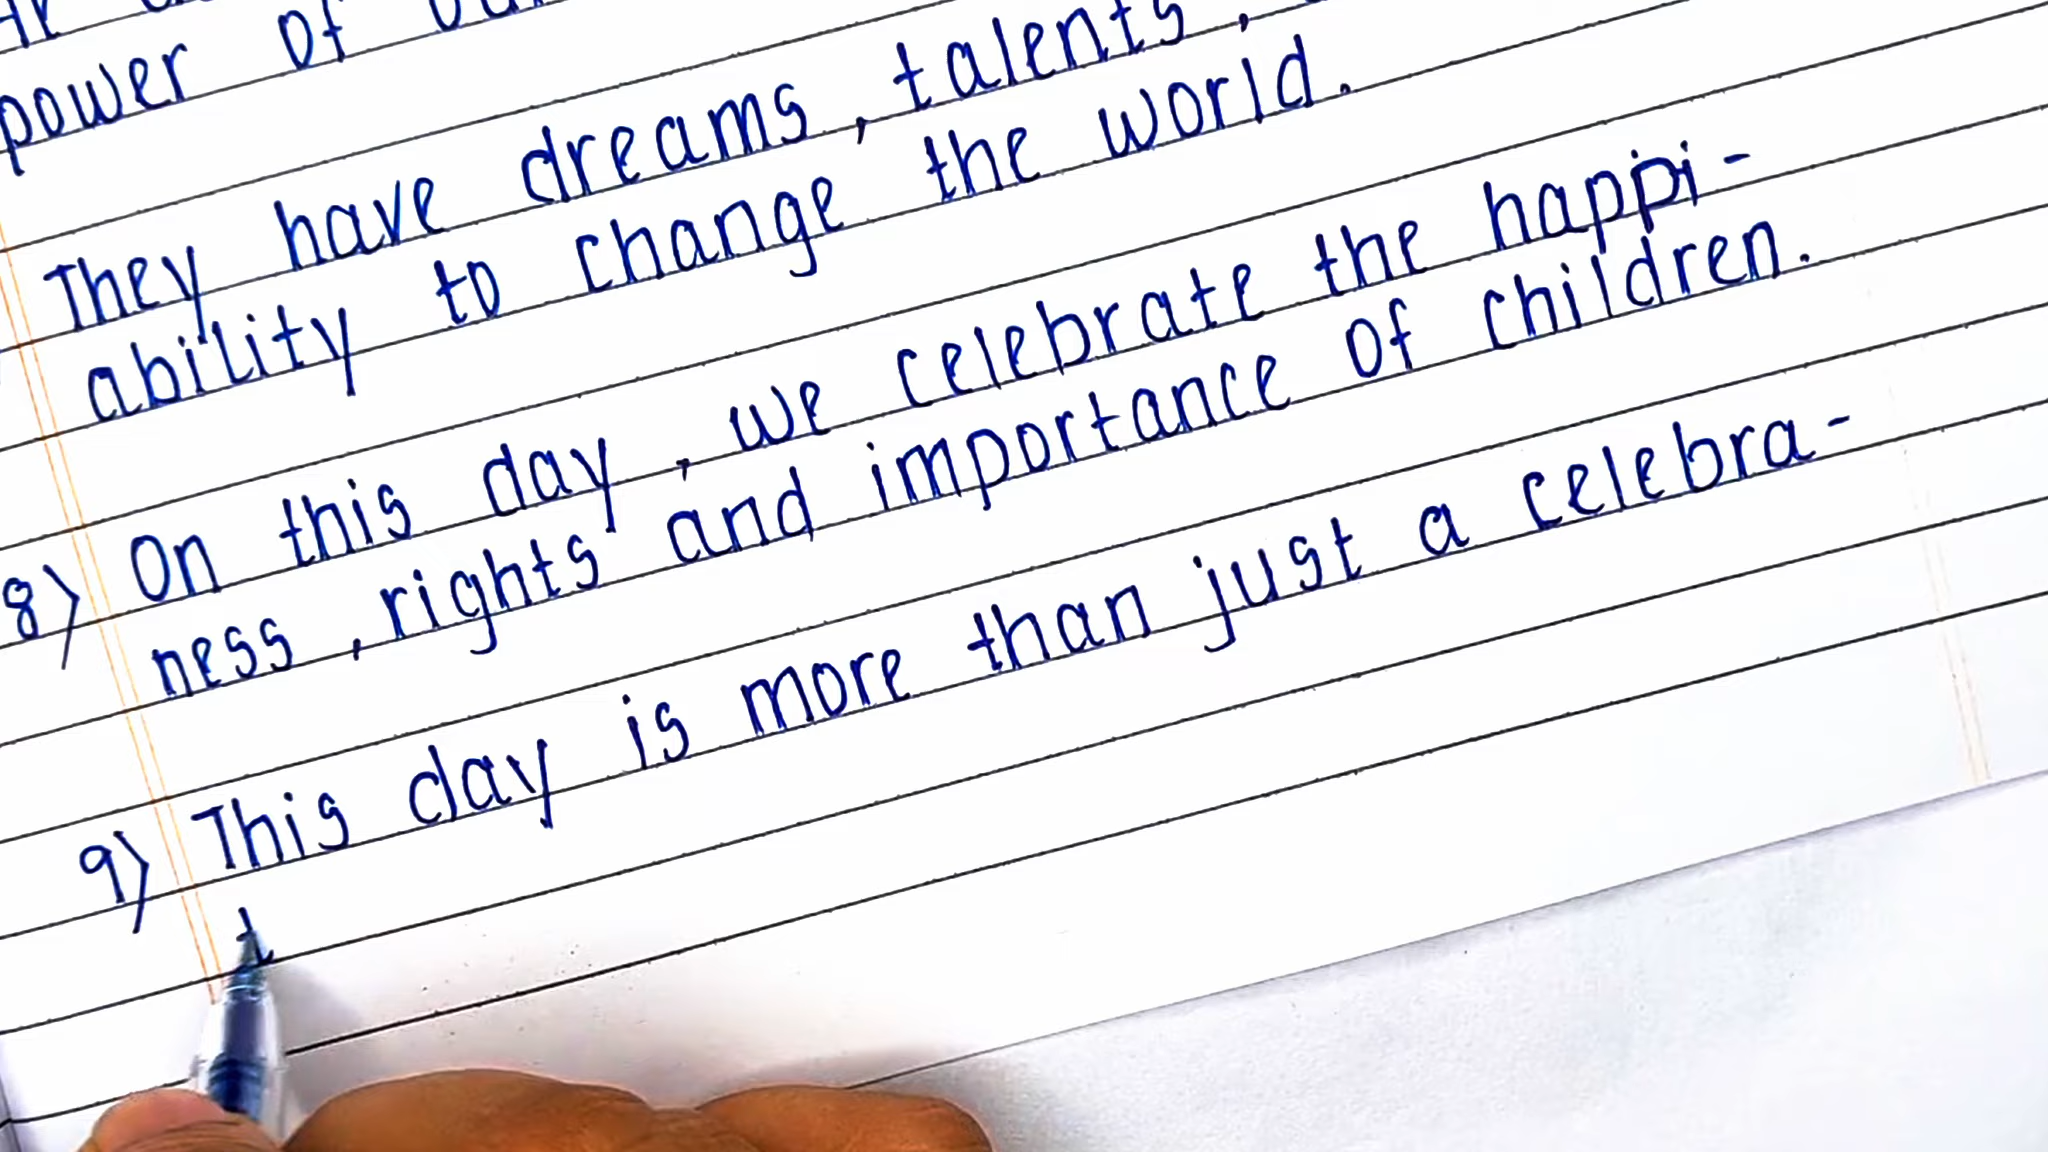 power of
They have dreams, talents,
ability to change the world.
8) On this day, we celebrate the happi-
ness, rights and importance of children.
9) This day is more than just a celebra-
t